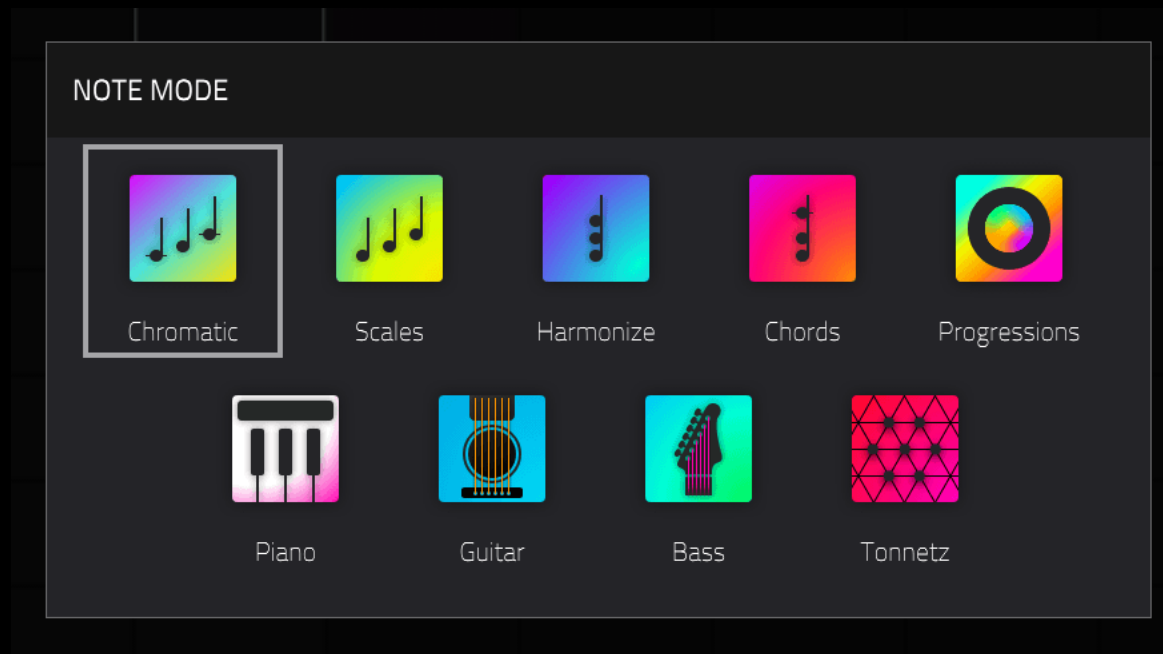 NOTE MODE
Chromatic Scales Harmonize Chords Progressions
Piano Guitar Bass Tonnetz